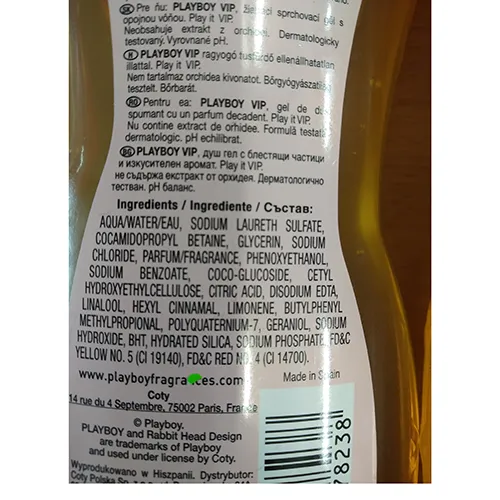 SK Pre ňu: PLAYBOY VIP, sprchovací gél s
opojnou vôňou. Play it VIP.
Neobsahuje extrakt z orchideí. Dermatologicky
testovaný. Vyrovnané pH.
H PLAYBOY VIP ragyogó tusfürdő ellenállhatatlan
illattal. Play it VIP.
Nem tartalmaz orchidea kivonatot. Bőrgyógyászatilag
tesztelt. Bőrbarát.
RO Pentru ea: PLAYBOY VIP, gel de duș
spumant cu un parfum decadent. Play it VIP.
Nu contine extract de orhidee. Formulă testată
dermatologic. pH echilibrat.
BG PLAYBOY VIP, душ гел с блестящи частици
и изкусителен аромат. Play it VIP.
не съдържа екстракт от орхидея. Дерматологично
тестван. pH баланс.
Ingredients / Ingrediente / Състав:
AQUA/WATER/EAU, SODIUM LAURETH SULFATE,
COCAMIDOPROPYL BETAINE, GLYCERIN, SODIUM
CHLORIDE, PARFUM/FRAGRANCE, PHENOXYETHANOL,
SODIUM BENZOATE, COCO-GLUCOSIDE, CETYL
HYDROXYETHYLCELLULOSE, CITRIC ACID, DISODIUM EDTA,
LINALOOL, HEXYL CINNAMAL, LIMONENE, BUTYLPHENYL
METHYLPROPIONAL, POLYQUATERNIUM-7, GERANIOL, SODIUM
HYDROXIDE, BHT, HYDRATED SILICA, SODIUM PHOSPHATE, FD&C
YELLOW NO. 5 (CI 19140), FD&C RED NO. 4 (CI 14700).
www.playboyfragrances.com Made in Spain
Coty
14 rue du 4 Septembre, 75002 Paris, France
© Playboy.
PLAYBOY and Rabbit Head Design
are trademarks of Playboy
and used under license by Coty.
Wyprodukowano w Hiszpanii. Dystrybutor:
Coty Polska Sp.
78238